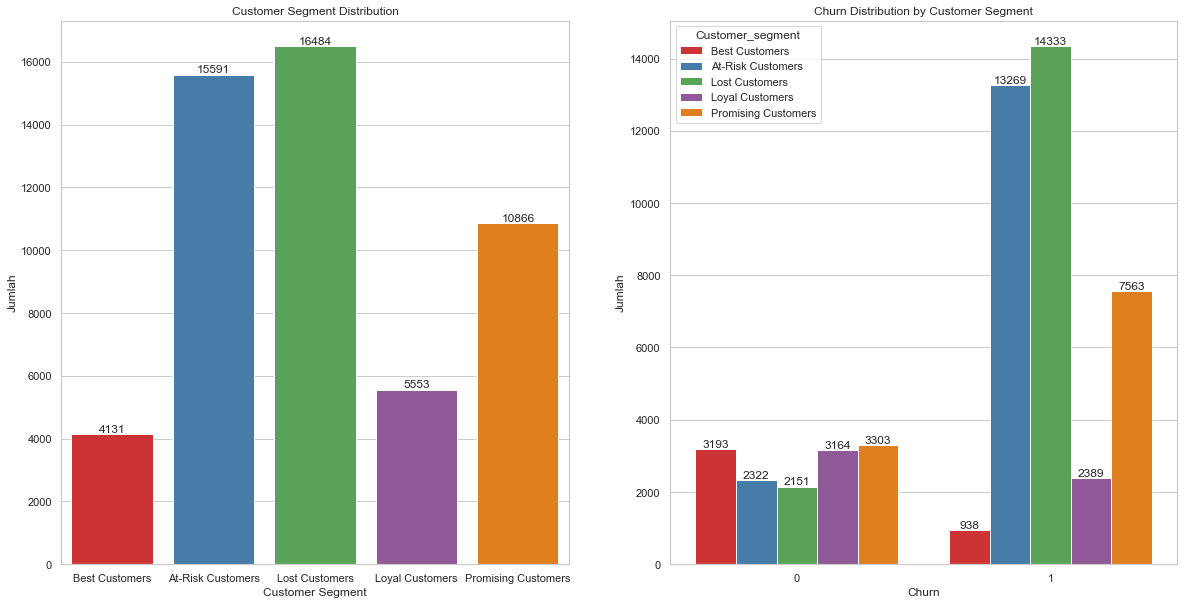 Customer Segment Distribution
Jumlah
16000
14000
12000
10000
8000
6000
4000
2000
0
4131
15591
16484
5553
10866
Best Customers
At-Risk Customers
Lost Customers
Loyal Customers
Promising Customers
Customer Segment
Churn Distribution by Customer Segment
Jumlah
14000
12000
10000
8000
6000
4000
2000
0
Customer_segment
Best Customers
At-Risk Customers
Lost Customers
Loyal Customers
Promising Customers
3193
2322
2151
3164
3303
938
13269
14333
2389
7563
0
1
Churn